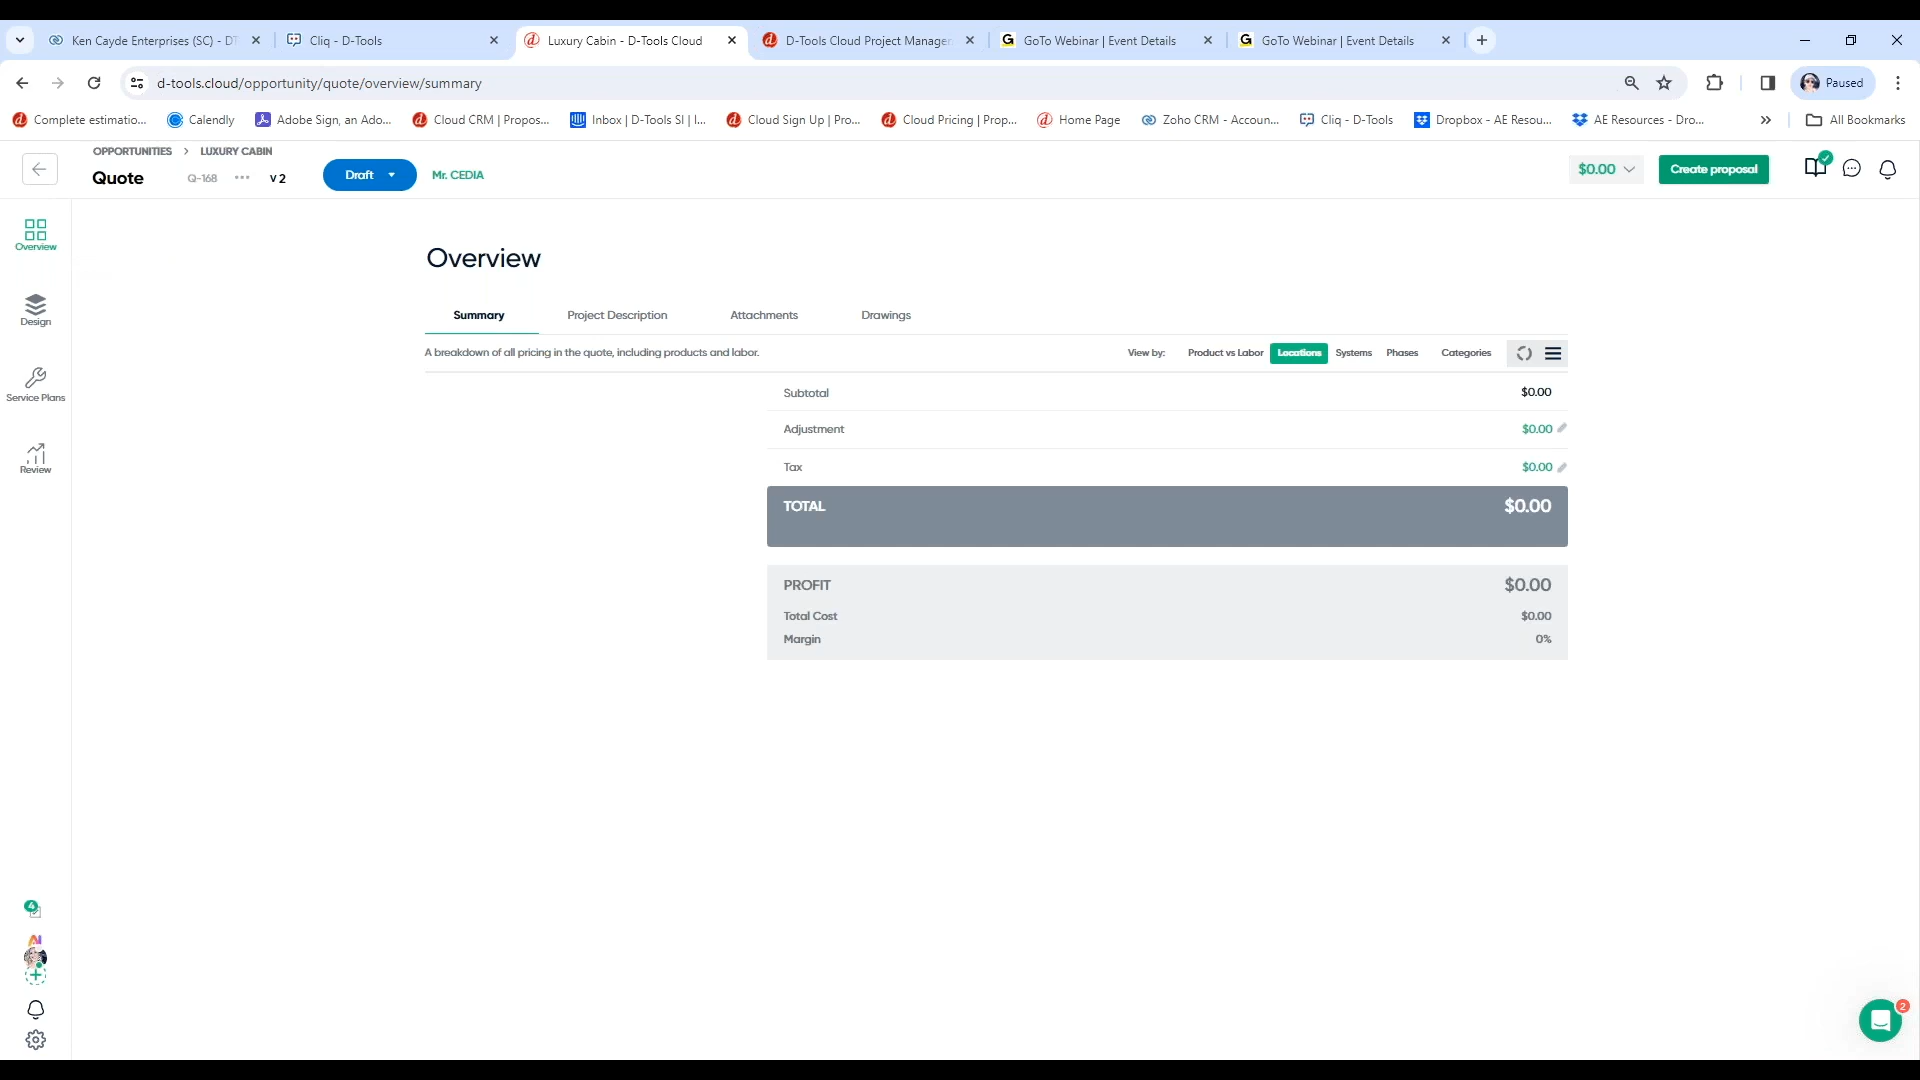 Ken Cayde Enterprises (SC) - DT
Cliq - D-Tools
Luxury Cabin - D-Tools Cloud
D-Tools Cloud Project Manager
GoTo Webinar | Event Details
GoTo Webinar | Event Details
d-tools.cloud/opportunity/quote/overview/summary
Paused
Complete estimatio...
Calendly
Adobe Sign, an Ado...
Cloud CRM | Propos...
Inbox | D-Tools SI | I...
Cloud Sign Up | Pro...
Cloud Pricing | Prop...
Home Page
Zoho CRM - Accoun...
Cliq - D-Tools
Dropbox - AE Resou...
AE Resources - Dro...
All Bookmarks
OPPORTUNITIES > LUXURY CABIN
Quote Q-168 ... v 2
Draft
Mr. CEDIA
$0.00
Create proposal
Overview
Design
Service Plans
Review
4
AI
Overview
Summary
Project Description
Attachments
Drawings
A breakdown of all pricing in the quote, including products and labor.
View by: Product vs Labor Locations Systems Phases Categories
Subtotal $0.00
Adjustment $0.00
Tax $0.00
TOTAL $0.00
PROFIT $0.00
Total Cost $0.00
Margin 0%
2